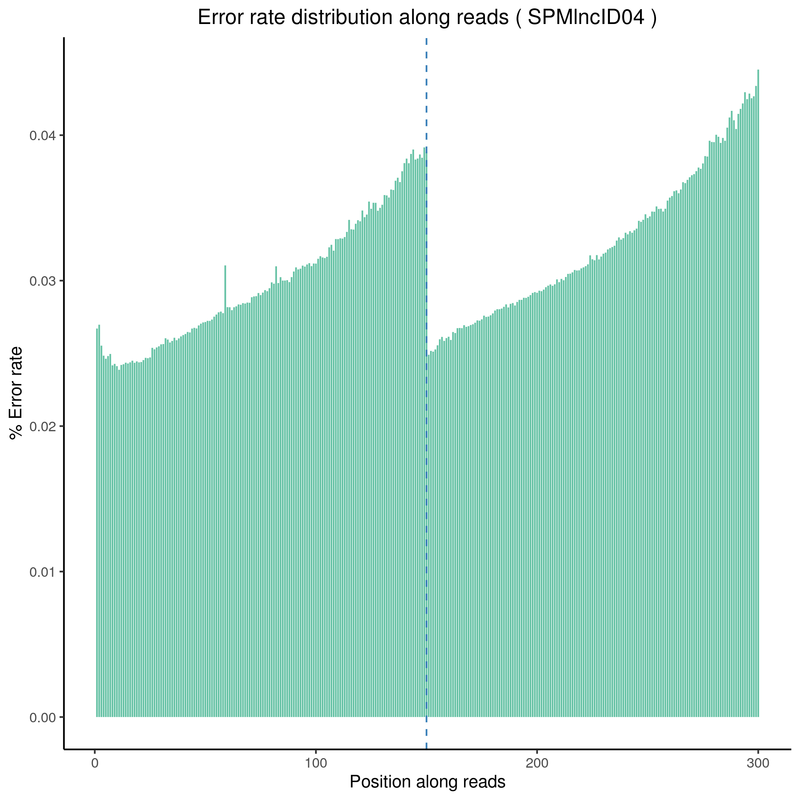 Error rate distribution along reads ( SPMlncID04 )
% Error rate
0.04
0.03
0.02
0.01
0.00
0 100 200 300
Position along reads